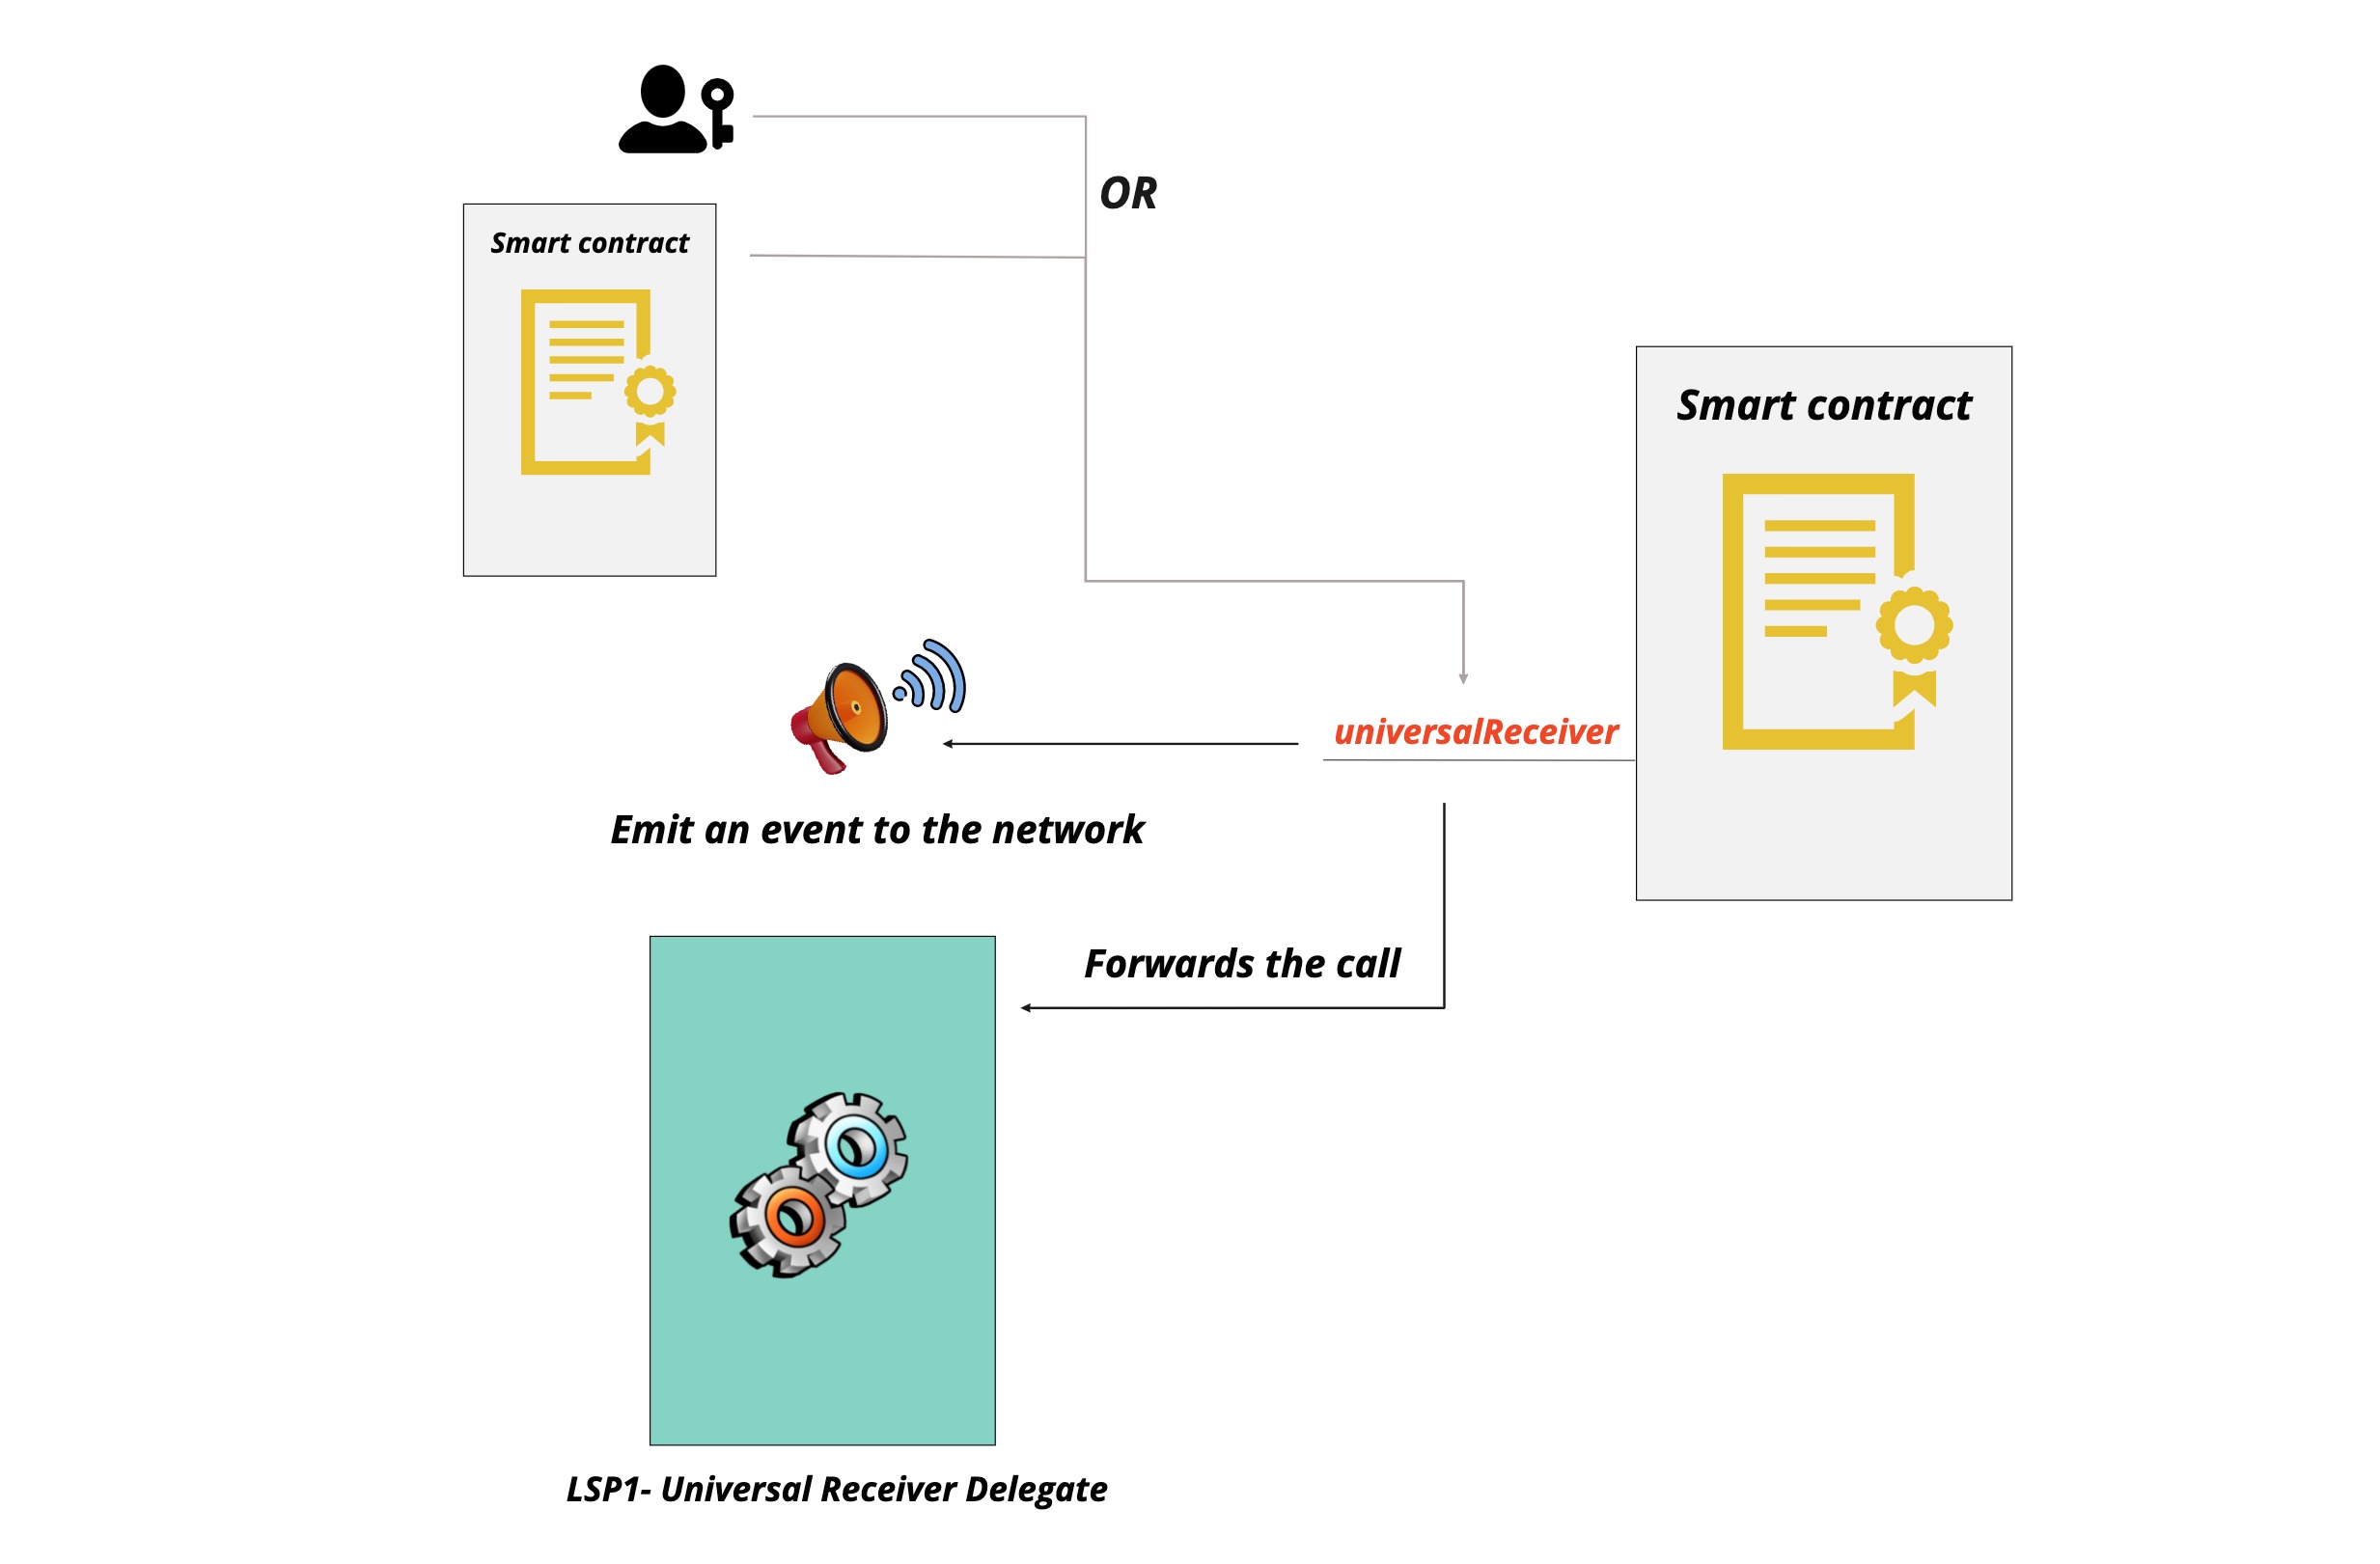 OR
Smart contract
Smart contract
universalReceiver
Emit an event to the network
Forwards the call
LSP1- Universal Receiver Delegate